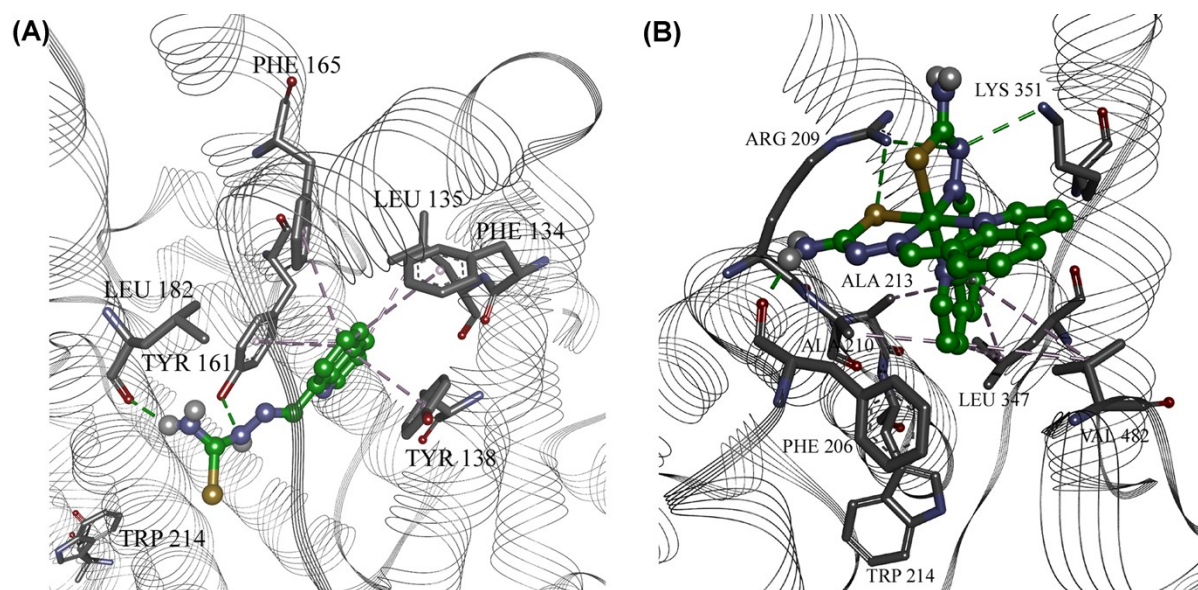 (A)
PHE 165
LEU 135
PHE 134
LEU 182
TYR 161
TYR 138
TRP 214
(B)
LYS 351
ARG 209
ALA 213
ALA 210
LEU 347
PHE 206
VAL 482
TRP 214